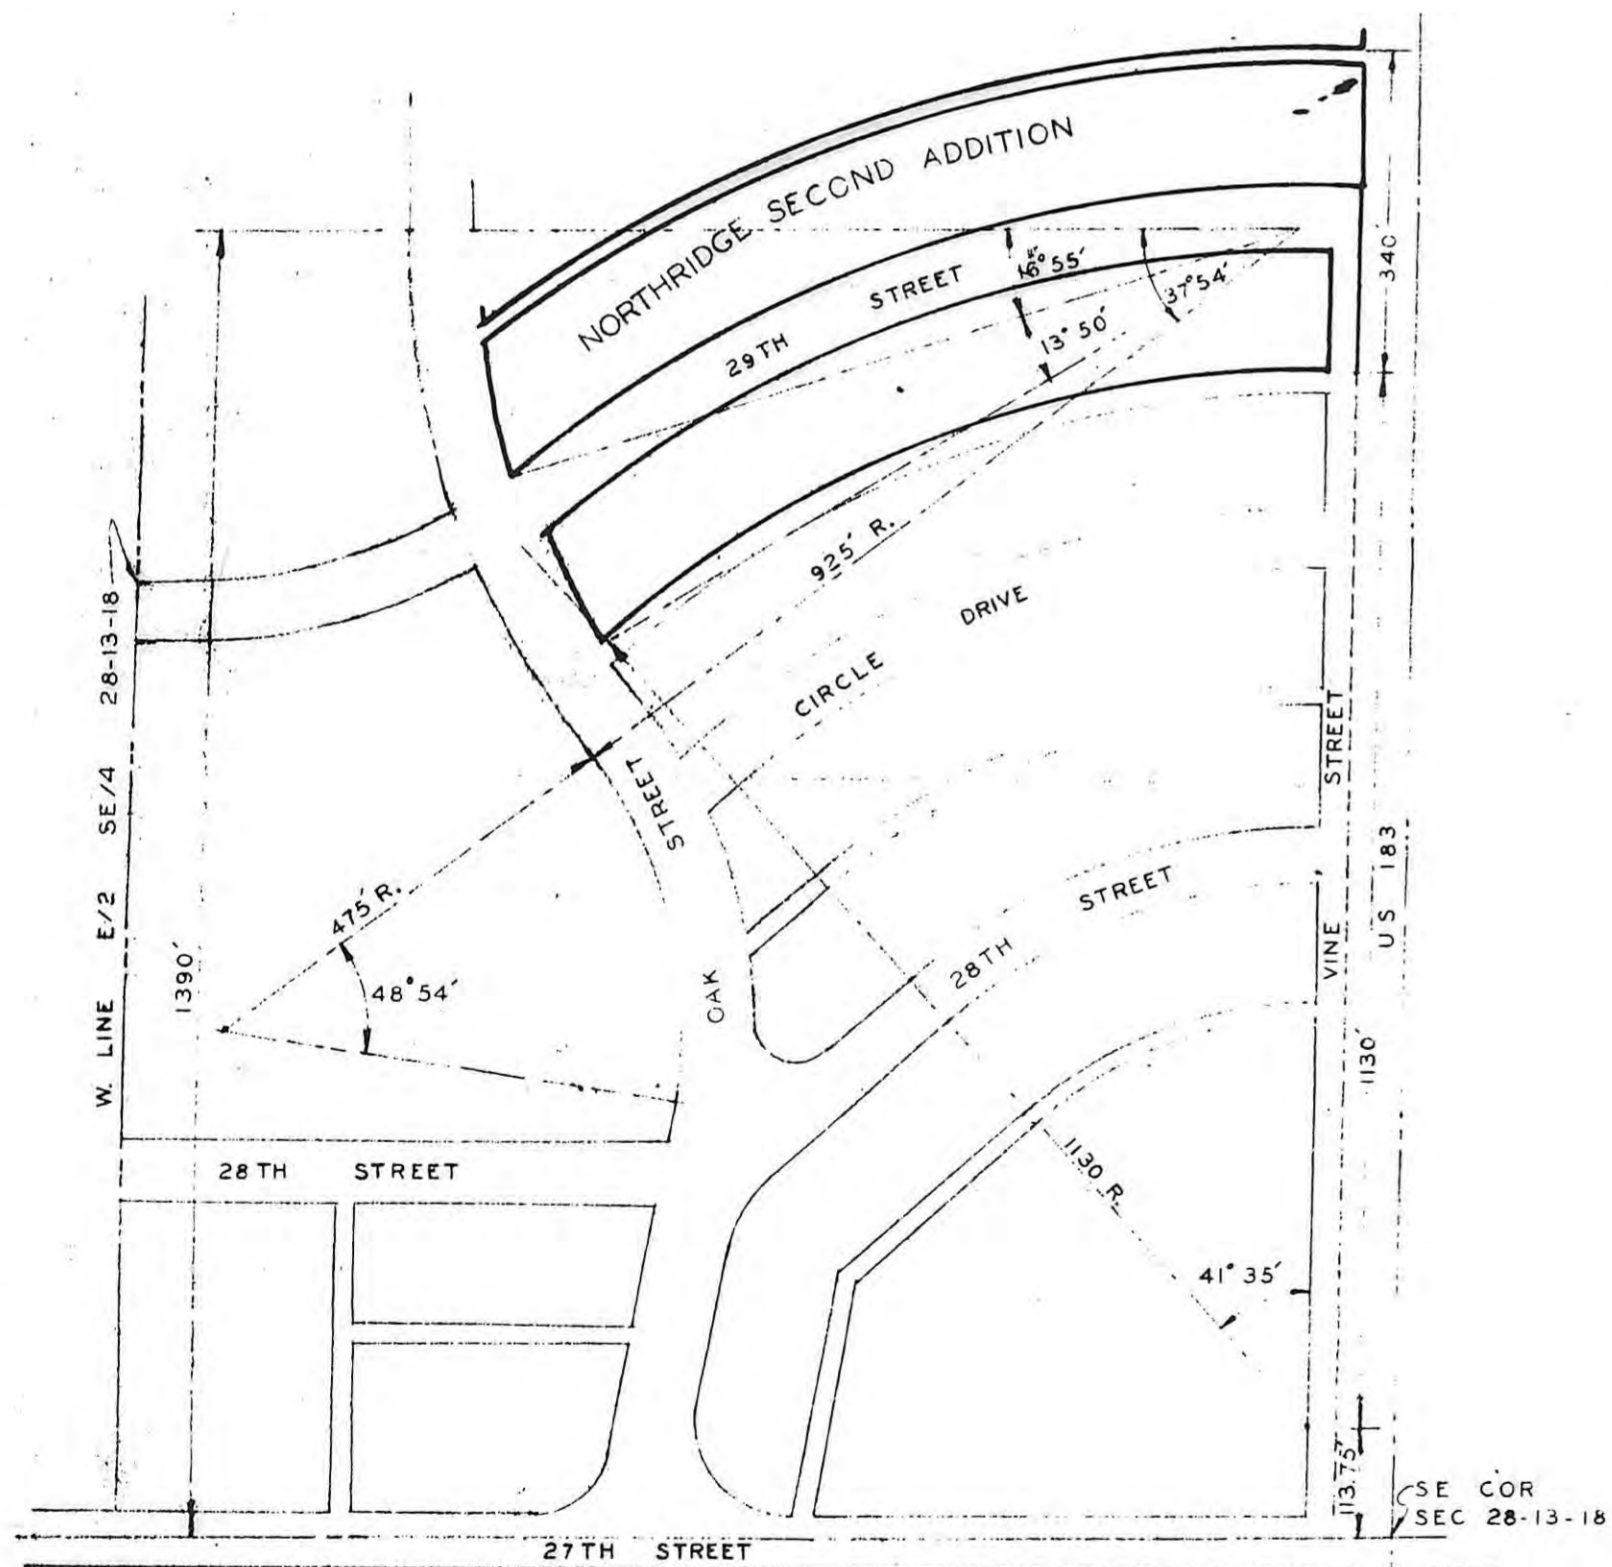 NORTHRIDGE SECOND ADDITION
340'
55'
37°54'
29TH STREET
13°50'
925' R.
CIRCLE DRIVE
28-13-18
W. LINE E/2 SE/4
STREET
OAK
VINE STREET
US 183
475' R.
48°54'
1390'
28TH STREET
1130'
28TH STREET
1130 R.
41°35'
113.75'
SE COR
SEC 28-13-18
27TH STREET